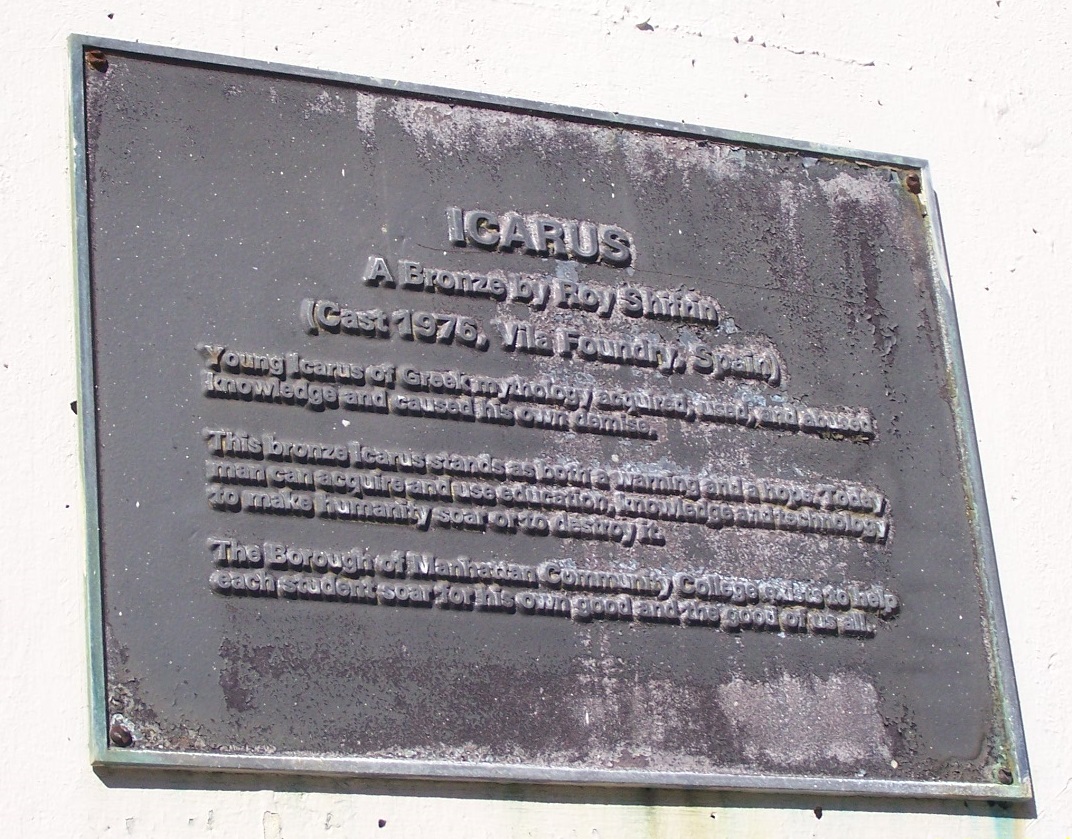 ICARUS
A Bronze by Roy Shifrin
(Cast 1976, Vila Foundry, Spain)
Young Icarus of Greek mythology acquired, used, and abused
knowledge and caused his own demise.
This bronze Icarus stands as both a warning and a hope: Today
man can acquire and use education, knowledge and technology
to make humanity soar or to destroy it.
The Borough of Manhattan Community College exists to help
each student soar for his own good and the good of us all.